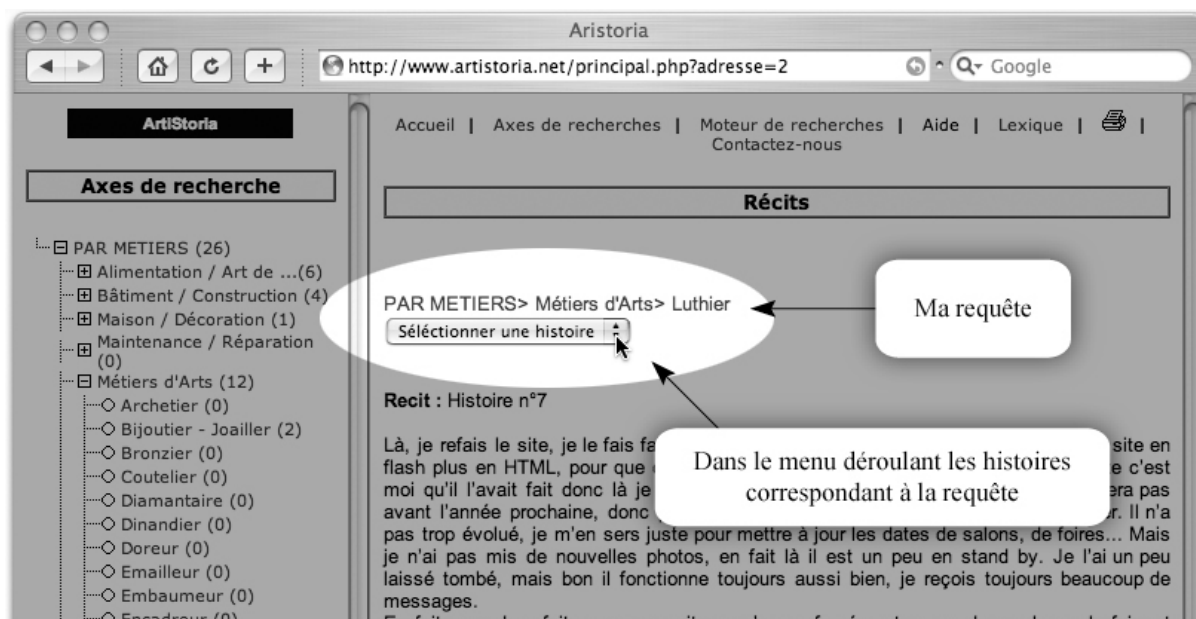 Aristoria
http://www.artistoria.net/principal.php?adresse=2
Google
ArtiStoria
Axes de recherche
PAR METIERS (26)
Alimentation / Art de ...(6)
Bâtiment / Construction (4)
Maison / Décoration (1)
Maintenance / Réparation
(0)
Métiers d'Arts (12)
Archetier (0)
Bijoutier - Joailler (2)
Bronzier (0)
Coutelier (0)
Diamantaire (0)
Dinandier (0)
Doreur (0)
Emailleur (0)
Embaumeur (0)
Encadreur (0)
Accueil | Axes de recherches | Moteur de recherches | Aide | Lexique | |
Contactez-nous
Récits
PAR METIERS> Métiers d'Arts> Luthier
Séléctionner une histoire
Ma requête
Recit : Histoire n°7
Dans le menu déroulant les histoires
correspondant à la requête
Là, je refais le site, je le fais site en
flash plus en HTML, pour que c'est
moi qu'il l'avait fait donc là je pas
avant l'année prochaine, donc Il n'a
pas trop évolué, je m'en sers juste pour mettre à jour les dates de salons, de foires... Mais
je n'ai pas mis de nouvelles photos, en fait là il est un peu en stand by. Je l'ai un peu
laissé tombé, mais bon il fonctionne toujours aussi bien, je reçois toujours beaucoup de
messages.